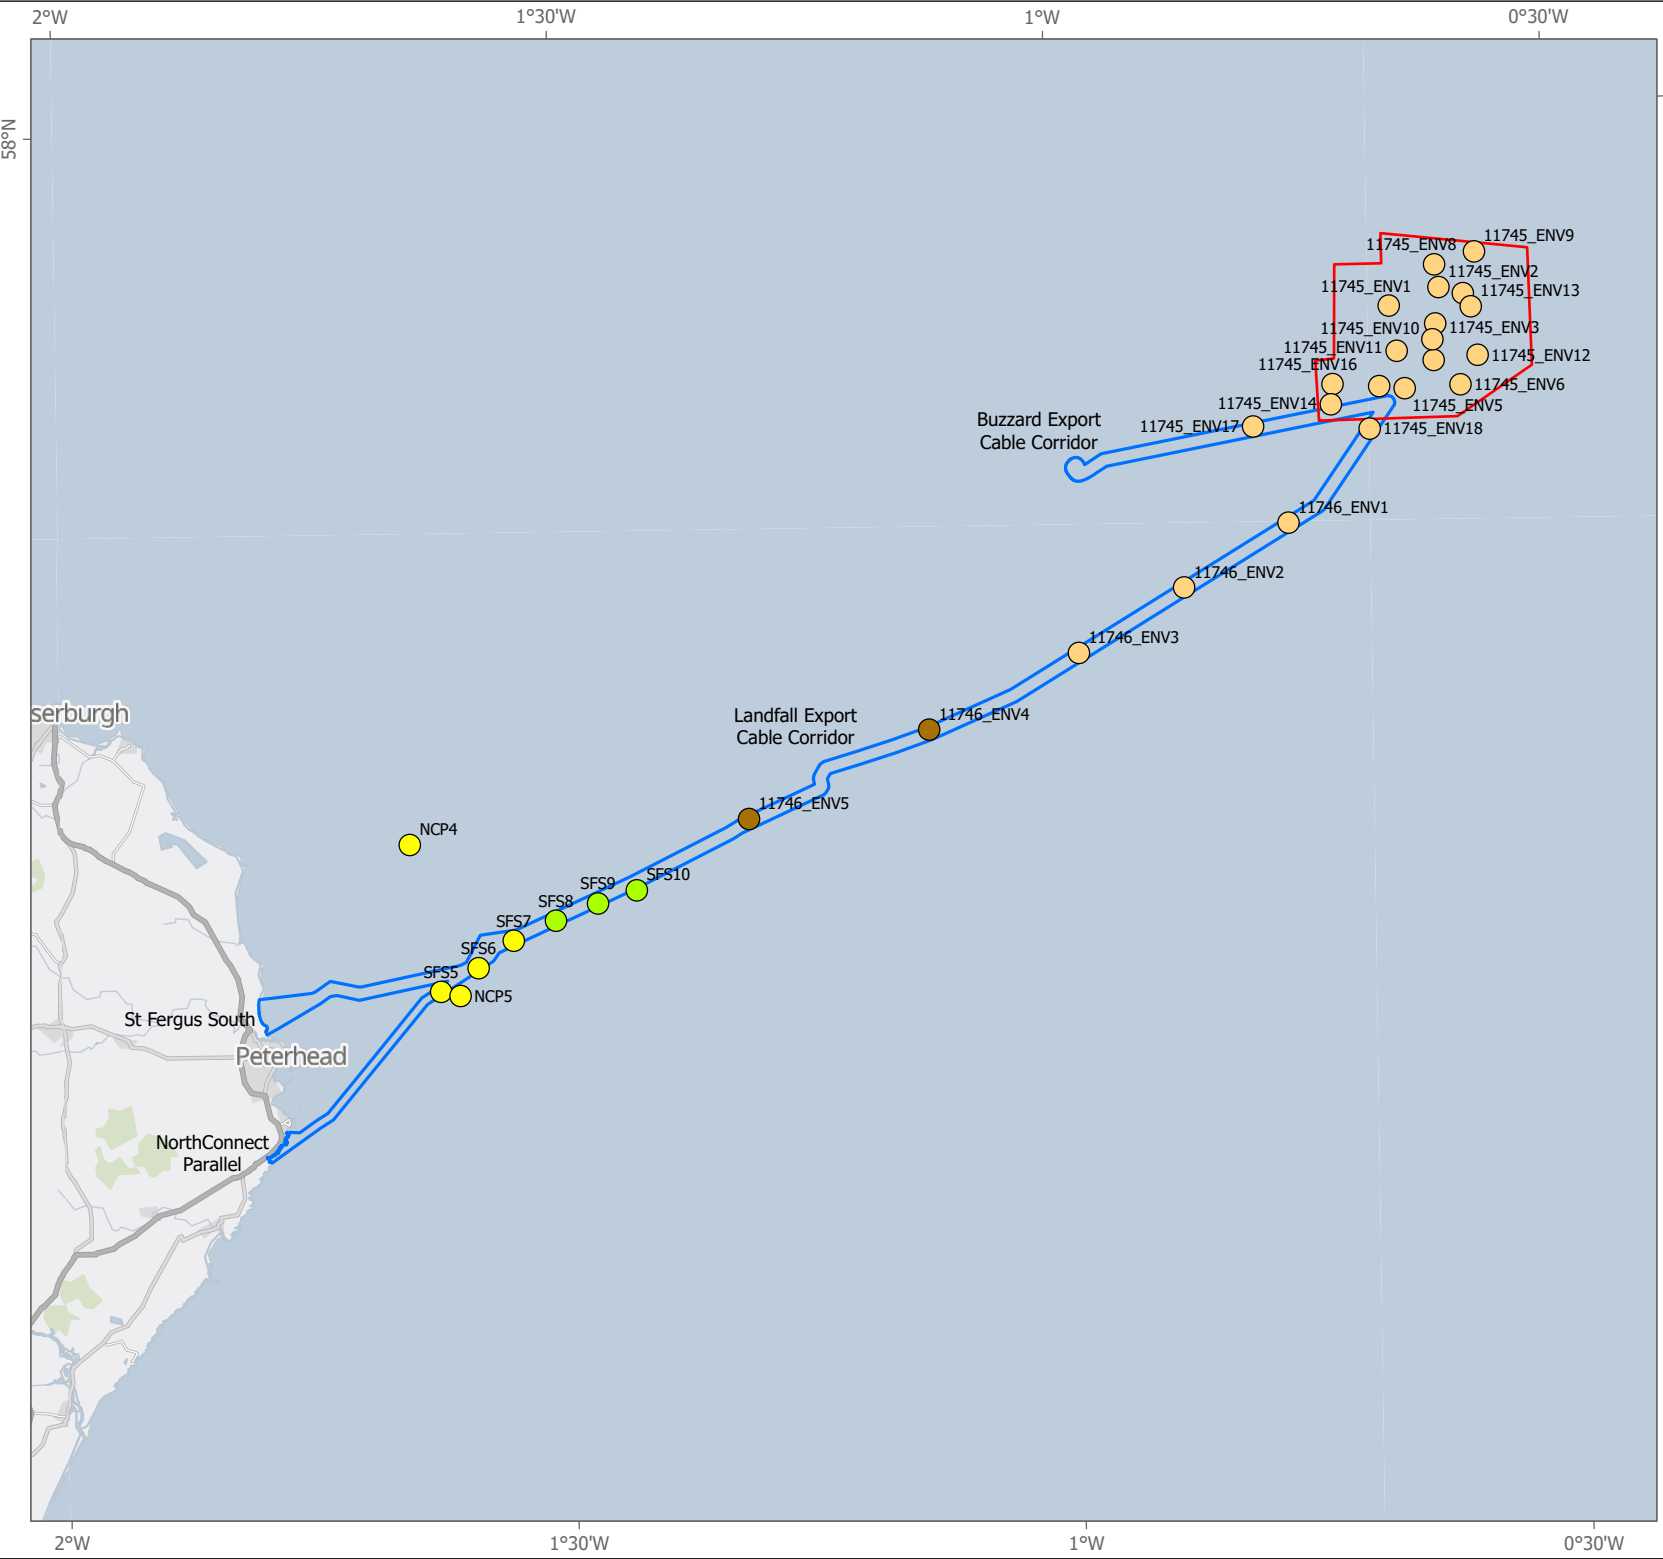 2°W
1°30'W
1°W
0°30'W
58°N
11745_ENV9
11745_ENV8
11745_ENV2
11745_ENV1
11745_ENV13
11745_ENV10
11745_ENV3
11745_ENV11
11745_ENV12
11745_ENV16
11745_ENV6
11745_ENV14
11745_ENV5
Buzzard Export
Cable Corridor
11745_ENV17
11745_ENV18
11746_ENV1
11746_ENV2
11746_ENV3
serburgh
Landfall Export
Cable Corridor
11746_ENV4
11746_ENV5
NCP4
SFS10
SFS9
SFS8
SFS7
SFS6
SFS5
NCP5
St Fergus South
Peterhead
NorthConnect
Parallel
2°W
1°30'W
1°W
0°30'W